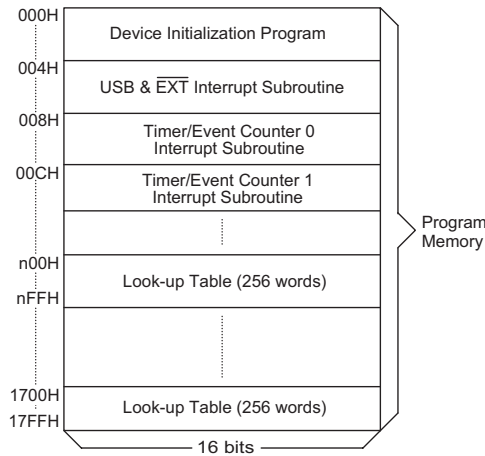 000H
Device Initialization Program
004H
USB & EXT Interrupt Subroutine
008H
Timer/Event Counter 0
Interrupt Subroutine
00CH
Timer/Event Counter 1
Interrupt Subroutine
Program
Memory
n00H
Look-up Table (256 words)
nFFH
1700H
Look-up Table (256 words)
17FFH
16 bits